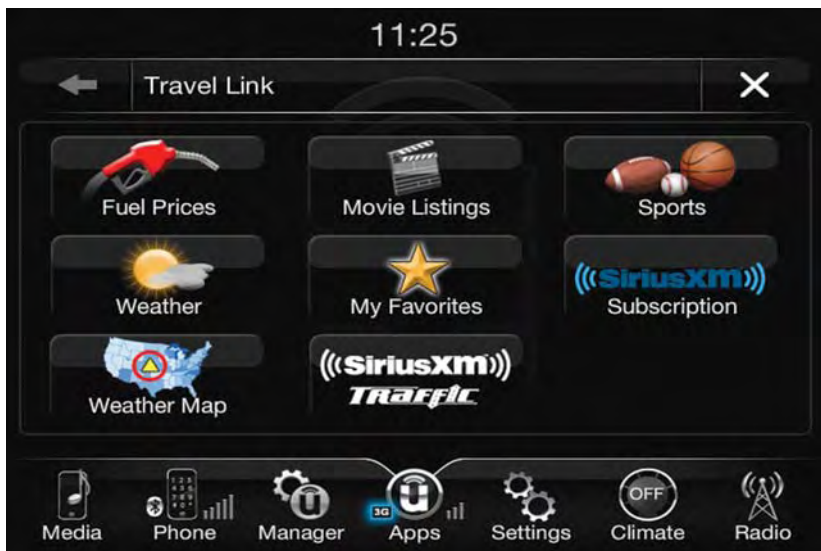 11:25
Travel Link
Fuel Prices
Movie Listings
Sports
Weather
My Favorites
((SiriusXM))
Subscription
Weather Map
((SiriusXM))
Traffic
OFF
3G
Media
Phone
Manager
Apps
Settings
Climate
Radio